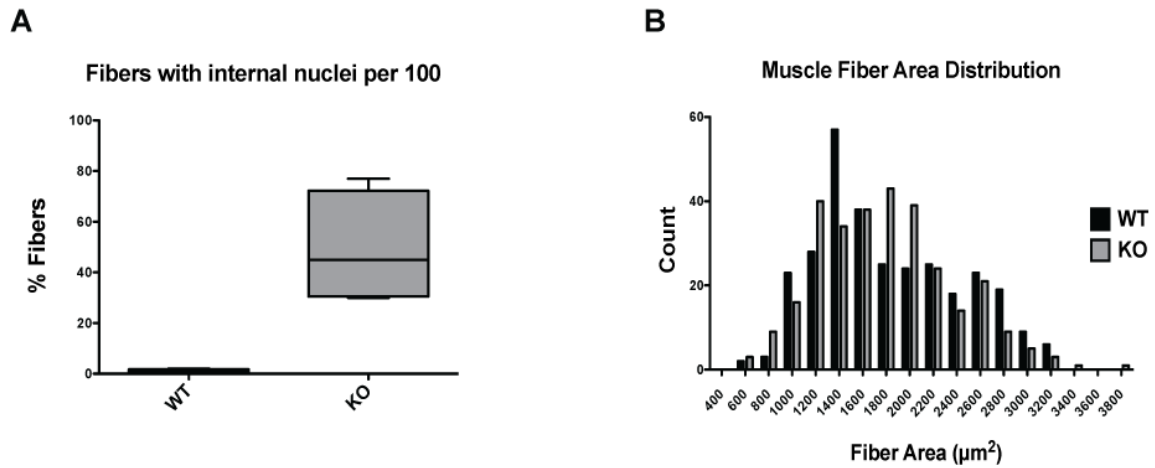 A
Fibers with internal nuclei per 100
% Fibers
100
80
60
40
20
0
WT
KO
B
Muscle Fiber Area Distribution
Count
60
40
20
0
400
600
800
1000
1200
1400
1600
1800
2000
2200
2400
2600
2800
3000
3200
3400
3600
3800
Fiber Area (µm²)
WT
KO